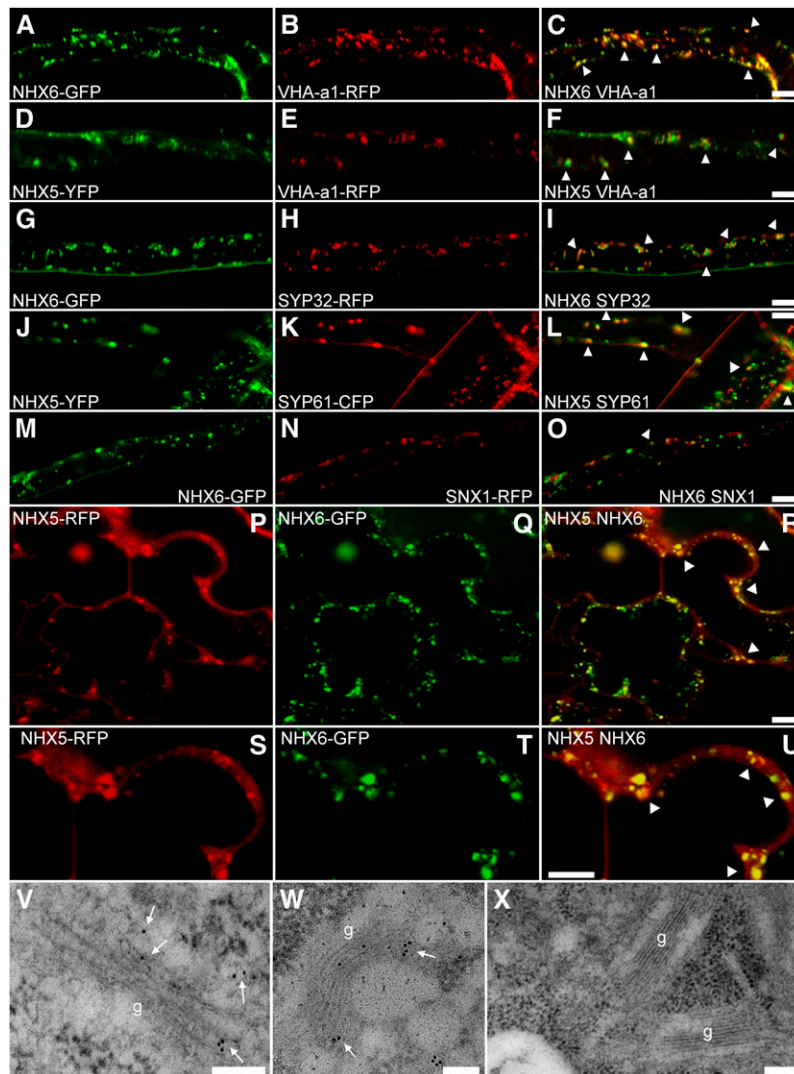 A B C
NHX6-GFP VHA-a1-RFP NHX6 VHA-a1
D E F
NHX5-YFP VHA-a1-RFP NHX5 VHA-a1
G H I
NHX6-GFP SYP32-RFP NHX6 SYP32
J K L
NHX5-YFP SYP61-CFP NHX5 SYP61
M N O
NHX6-GFP SNX1-RFP NHX6 SNX1
NHX5-RFP P NHX6-GFP Q NHX5 NHX6 R
NHX5-RFP S NHX6-GFP T NHX5 NHX6 U
V W X
g g g
g